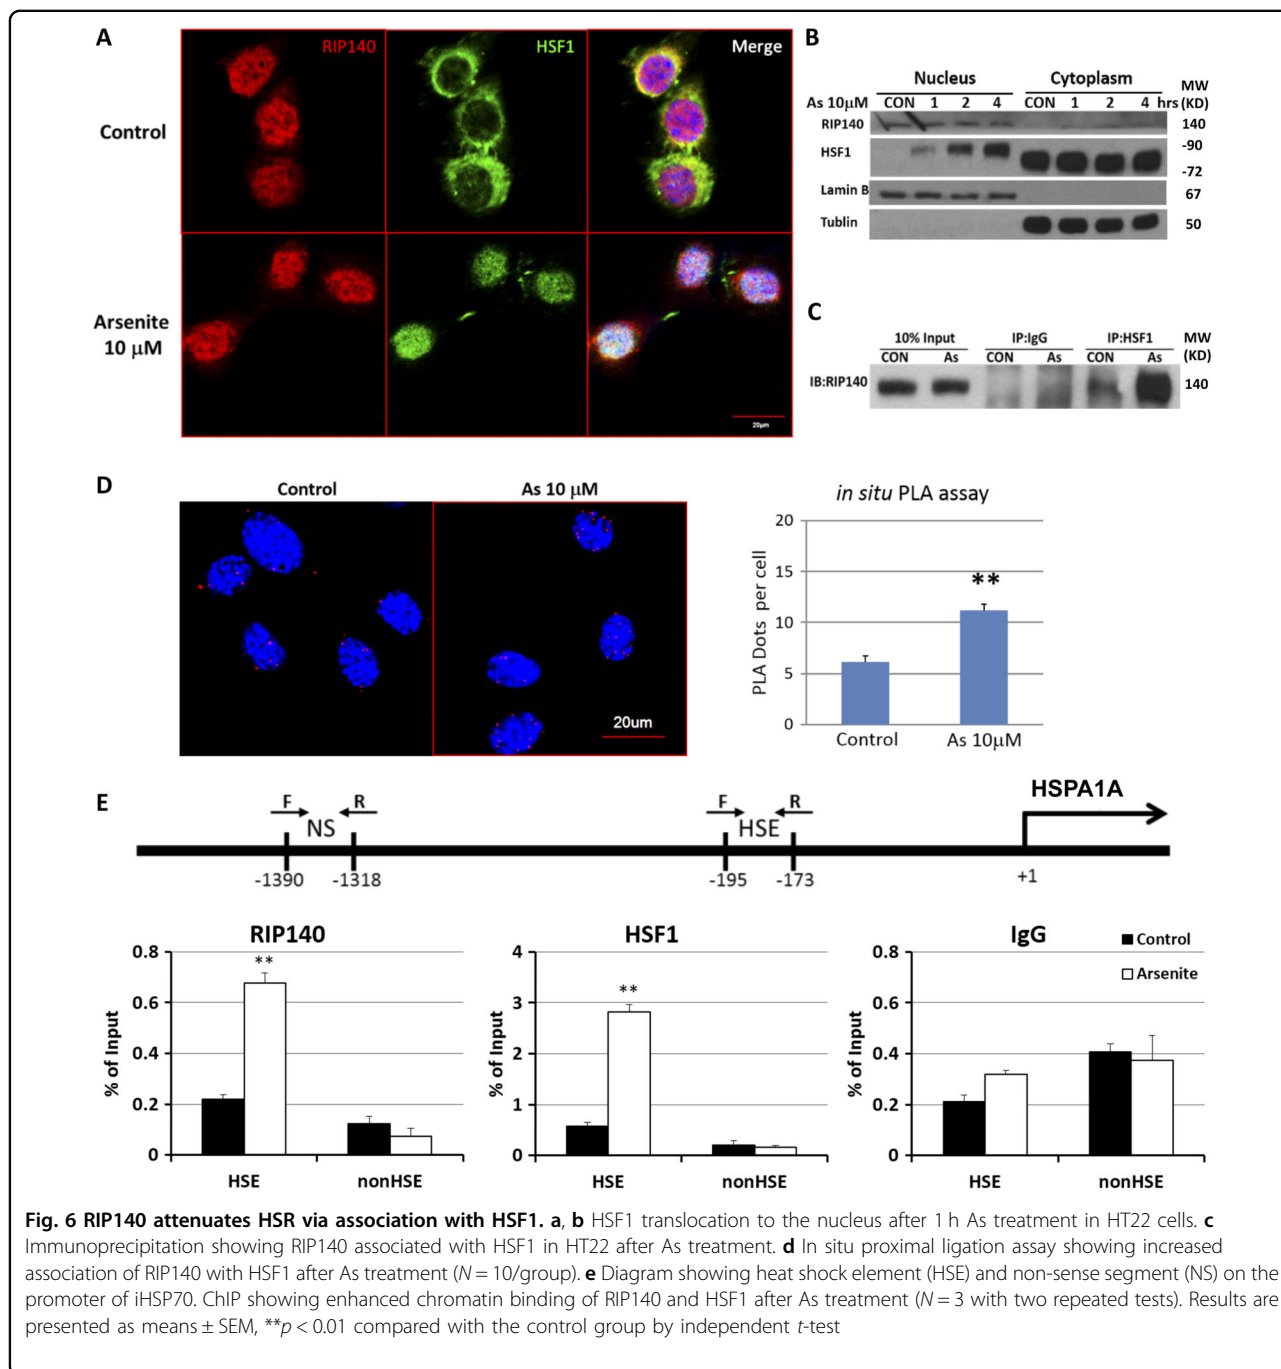 A
RIP140
HSF1
Merge
Control
Arsenite
10 μM
20μm
B
Nucleus
Cytoplasm
MW
(KD)
As 10μM CON 1 2 4 CON 1 2 4 hrs
RIP140
140
HSF1
-90
-72
Lamin B
67
Tublin
50
C
10% Input
IP:IgG
IP:HSF1
MW
(KD)
CON As CON As CON As
IB:RIP140
140
D
Control
As 10 μM
20um
in situ PLA assay
PLA Dots per cell
20
15
10
5
0
**
Control
As 10μM
E
F
R
NS
-1390
-1318
F
R
HSE
-195
-173
HSPA1A
+1
RIP140
% of Input
0.8
0.6
0.4
0.2
0
**
HSE
nonHSE
HSF1
% of Input
4
3
2
1
0
**
HSE
nonHSE
IgG
% of Input
0.8
0.6
0.4
0.2
0
HSE
nonHSE
Control
Arsenite
Fig. 6 RIP140 attenuates HSR via association with HSF1. a, b HSF1 translocation to the nucleus after 1 h As treatment in HT22 cells. c
Immunoprecipitation showing RIP140 associated with HSF1 in HT22 after As treatment. d In situ proximal ligation assay showing increased
association of RIP140 with HSF1 after As treatment (N = 10/group). e Diagram showing heat shock element (HSE) and non-sense segment (NS) on the
promoter of iHSP70. ChIP showing enhanced chromatin binding of RIP140 and HSF1 after As treatment (N = 3 with two repeated tests). Results are
presented as means ± SEM, **p < 0.01 compared with the control group by independent t-test